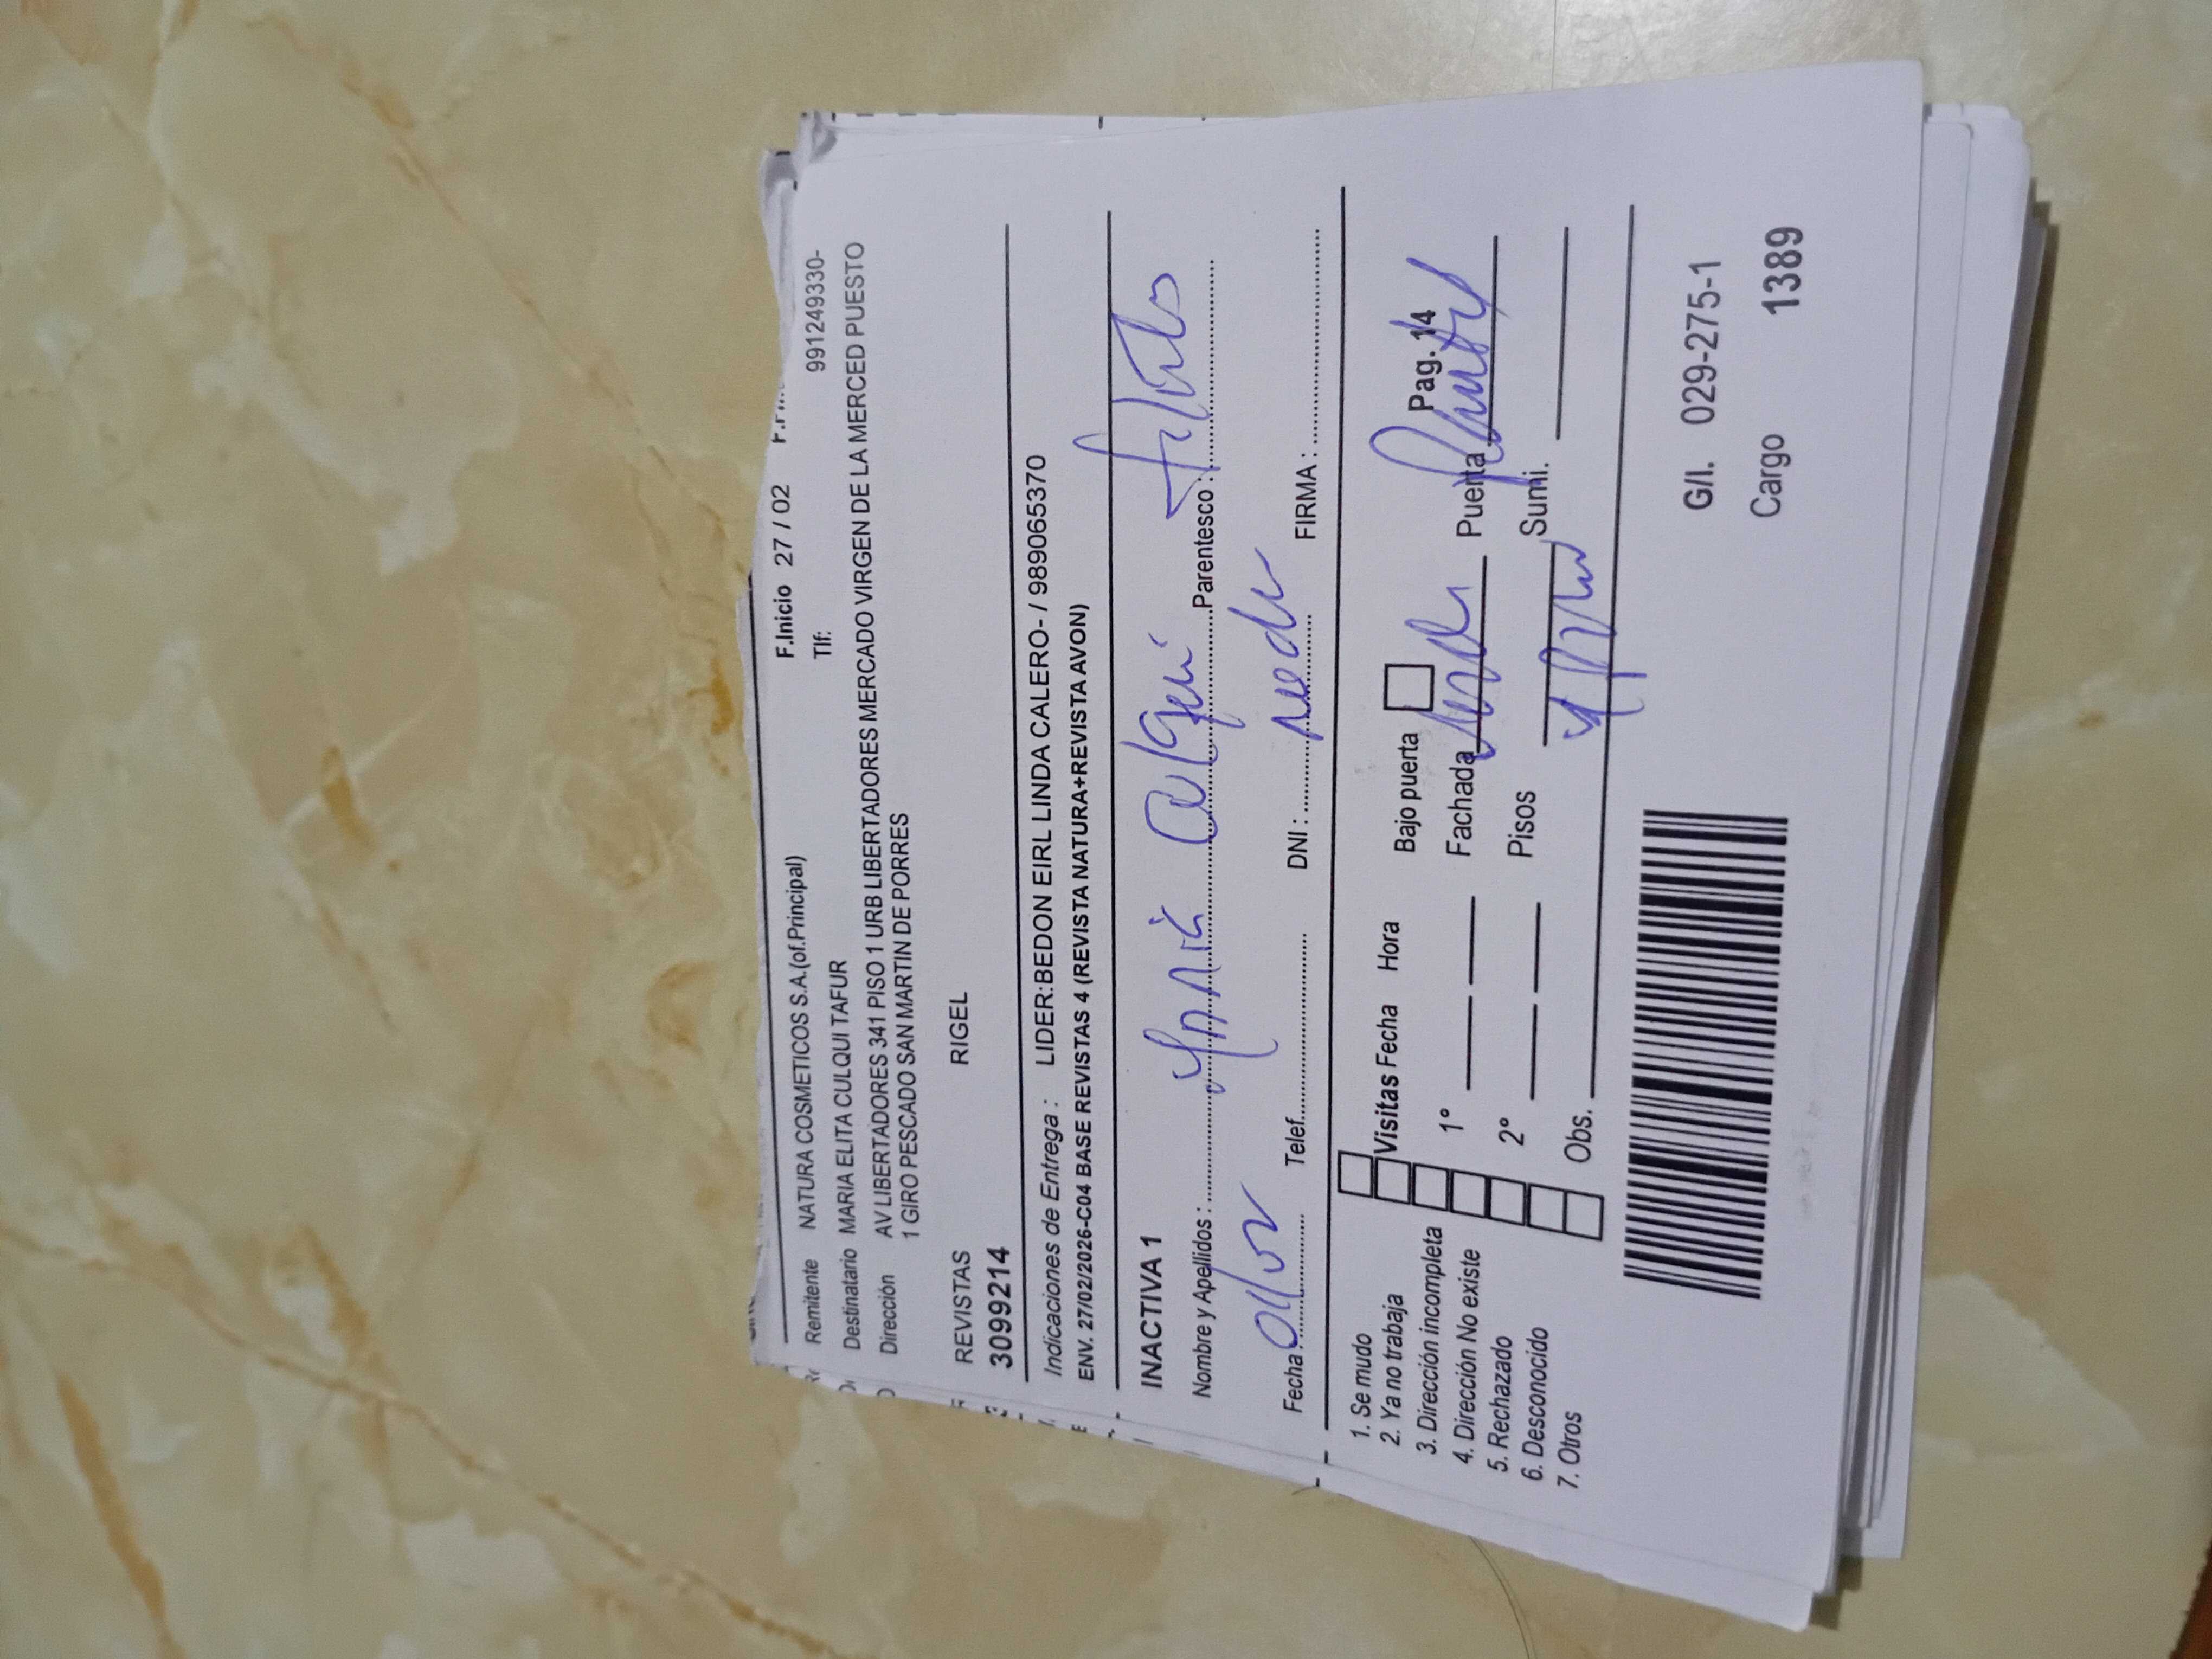 F.Inicio 27 / 02
Remitente NATURA COSMETICOS S.A.(of.Principal) Tlf: 991249330-
Destinatario MARIA ELITA CULQUI TAFUR
Dirección AV LIBERTADORES 341 PISO 1 URB LIBERTADORES MERCADO VIRGEN DE LA MERCED PUESTO
1 GIRO PESCADO SAN MARTIN DE PORRES
REVISTAS RIGEL
3099214
Indicaciones de Entrega : LIDER:BEDON EIRL LINDA CALERO- / 989065370
ENV. 27/02/2026-C04 BASE REVISTAS 4 (REVISTA NATURA+REVISTA AVON)
INACTIVA 1
Nombre y Apellidos : Culqui Parentesco :
Fecha: Telef. DNI : FIRMA :
1. Se mudo
2. Ya no trabaja
3. Dirección incompleta
4. Dirección No existe
5. Rechazado
6. Desconocido
7. Otros
Visitas Fecha Hora Bajo puerta Pag. 14
1° Fachada Puerta
2° Pisos Sumi.
Obs.
G/I. 029-275-1
Cargo 1389